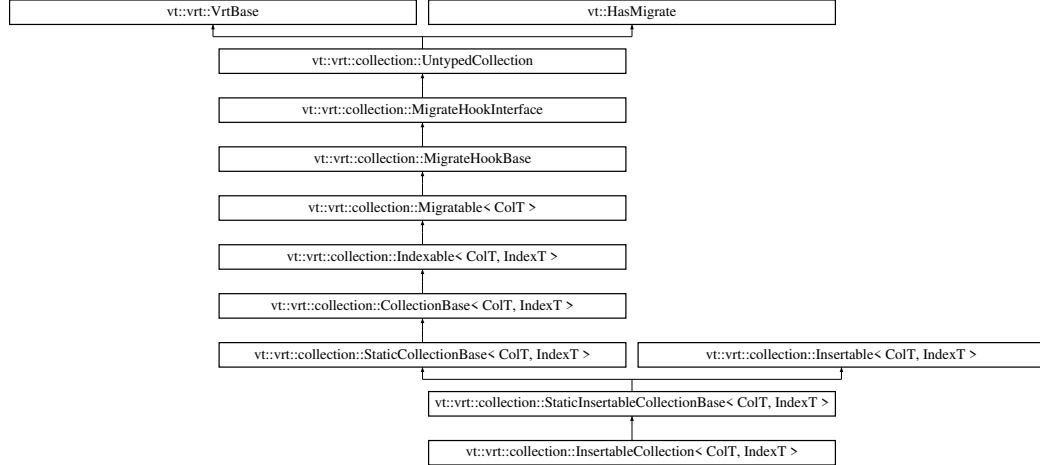 vt::vrt::VrtBase
vt::HasMigrate
vt::vrt::collection::UntypedCollection
vt::vrt::collection::MigrateHookInterface
vt::vrt::collection::MigrateHookBase
vt::vrt::collection::Migratable< ColT >
vt::vrt::collection::Indexable< ColT, IndexT >
vt::vrt::collection::CollectionBase< ColT, IndexT >
vt::vrt::collection::StaticCollectionBase< ColT, IndexT >
vt::vrt::collection::Insertable< ColT, IndexT >
vt::vrt::collection::StaticInsertableCollectionBase< ColT, IndexT >
vt::vrt::collection::InsertableCollection< ColT, IndexT >